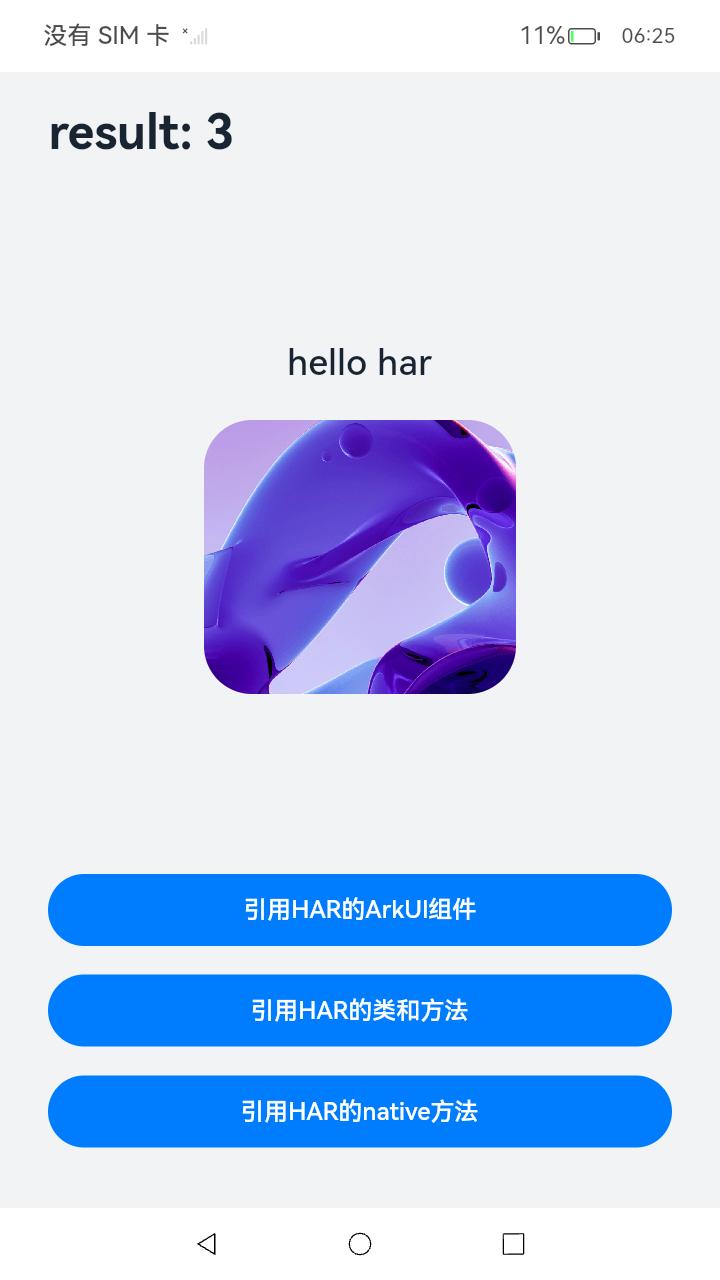 没有 SIM 卡
11%
06:25
result: 3
hello har
引用HAR的ArkUI组件
引用HAR的类和方法
引用HAR的native方法